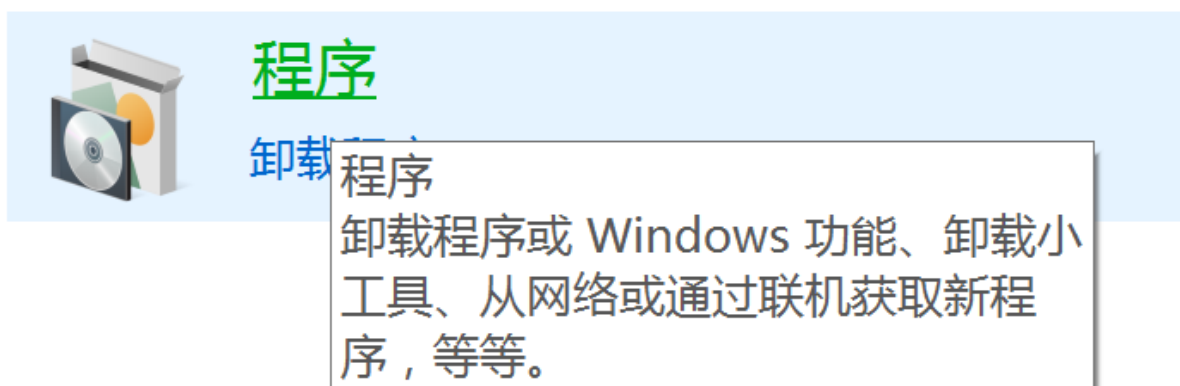 程序
卸载
程序
卸载程序或 Windows 功能、卸载小
工具、从网络或通过联机获取新程
序，等等。